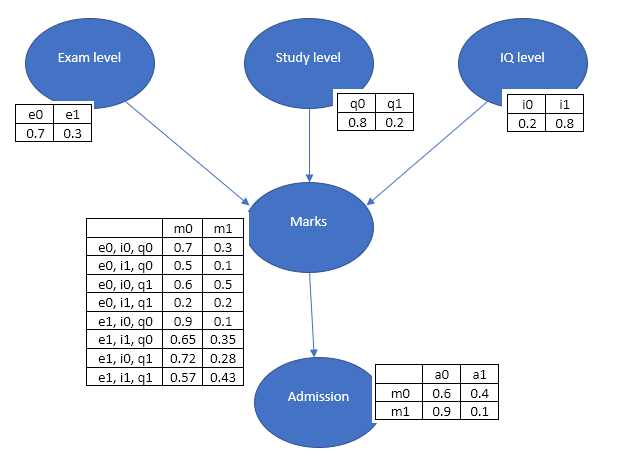 Exam level
Study level
IQ level
e0 e1
0.7 0.3
q0 q1
0.8 0.2
i0 i1
0.2 0.8
Marks
m0 m1
e0, i0, q0 0.7 0.3
e0, i1, q0 0.5 0.1
e0, i0, q1 0.6 0.5
e0, i1, q1 0.2 0.2
e1, i0, q0 0.9 0.1
e1, i1, q0 0.65 0.35
e1, i0, q1 0.72 0.28
e1, i1, q1 0.57 0.43
Admission
a0 a1
m0 0.6 0.4
m1 0.9 0.1